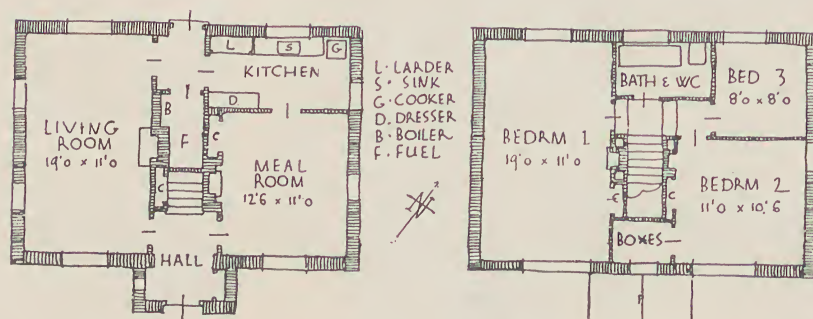 L
S
G
KITCHEN
B
D
LIVING
ROOM
19'0 x 11'0
F
C
MEAL
ROOM
12'6 x 11'0
C
HALL
L · LARDER
S · SINK
G · COOKER
D. DRESSER
B · BOILER
F. FUEL
N
BATH & WC
BED 3
8'0 x 8'0
BEDRM 1
19'0 x 11'0
BEDRM 2
11'0 x 10'6
C
C
BOXES
P